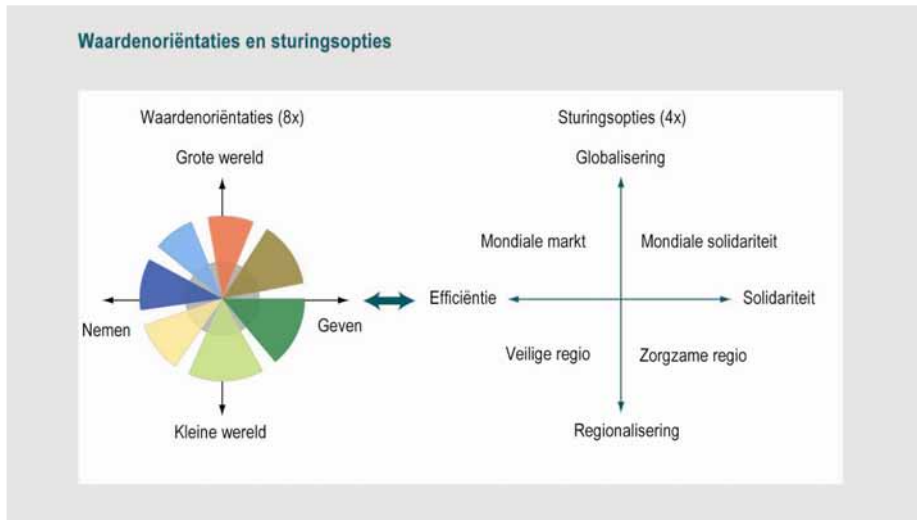 Waardenoriëntaties en sturingsopties
Waardenoriëntaties (8x)
Grote wereld
Nemen
Geven
Kleine wereld
Sturingsopties (4x)
Globalisering
Mondiale markt
Mondiale solidariteit
Efficiëntie
Solidariteit
Veilige regio
Zorgzame regio
Regionalisering